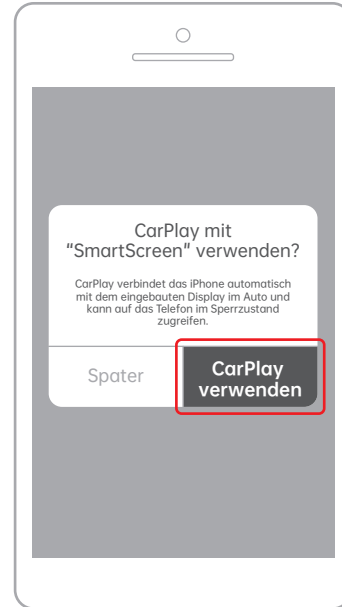 CarPlay mit
"SmartScreen" verwenden?
CarPlay verbindet das iPhone automatisch
mit dem eingebauten Display im Auto und
kann auf das Telefon im Sperrzustand
zugreifen.
Spater
CarPlay
verwenden